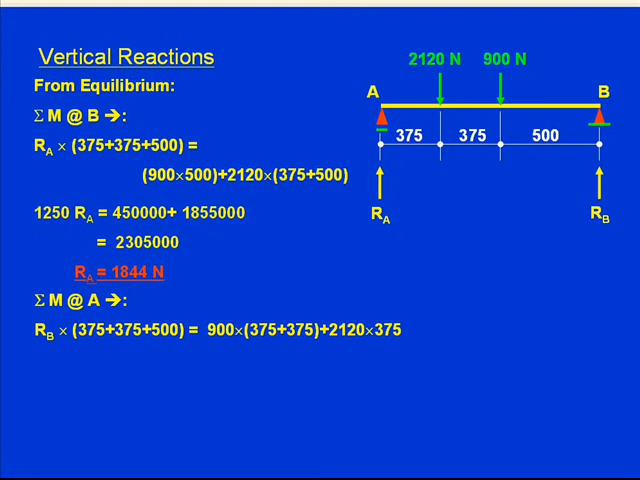 Vertical Reactions
From Equilibrium:
Σ M @ B ➔:
RA × (375+375+500) =
(900×500)+2120×(375+500)
1250 RA = 450000+ 1855000
= 2305000
RA = 1844 N
Σ M @ A ➔:
RB × (375+375+500) = 900×(375+375)+2120×375
2120 N 900 N
A B
375 375 500
RA RB